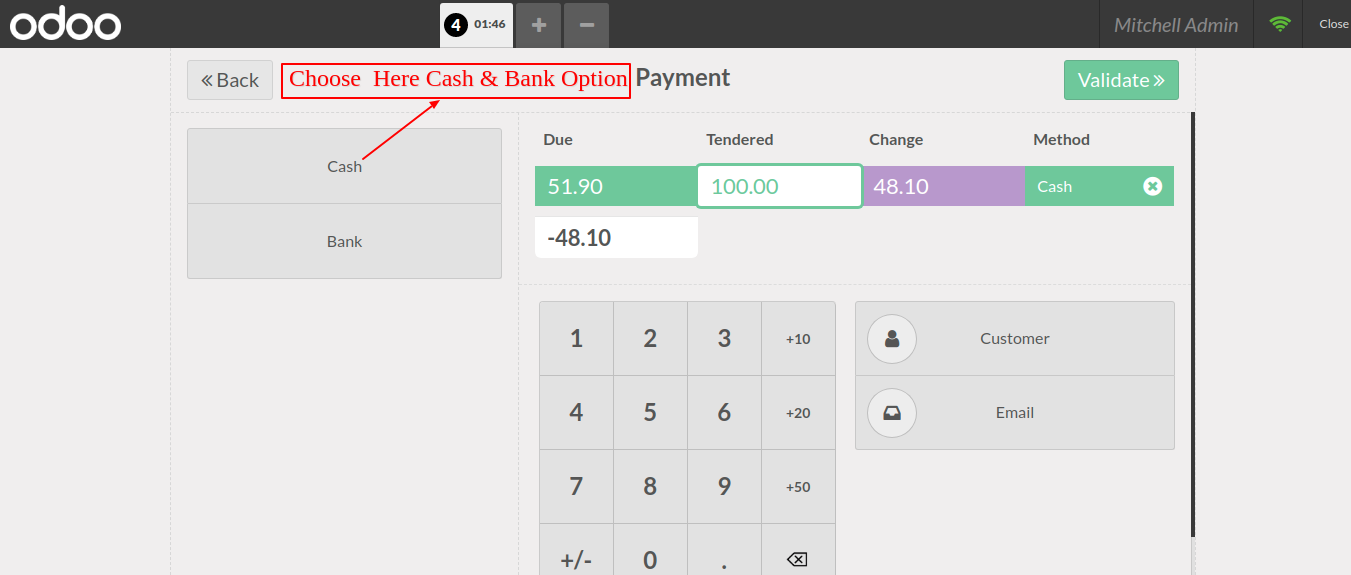 odoo
4 01:46 + −
Mitchell Admin
Close
« Back
Choose Here Cash & Bank Option
Payment
Validate »
Cash
Bank
Due Tendered Change Method
51.90 100.00 48.10 Cash
-48.10
1 2 3 +10
4 5 6 +20
7 8 9 +50
+/- 0 .
Customer
Email